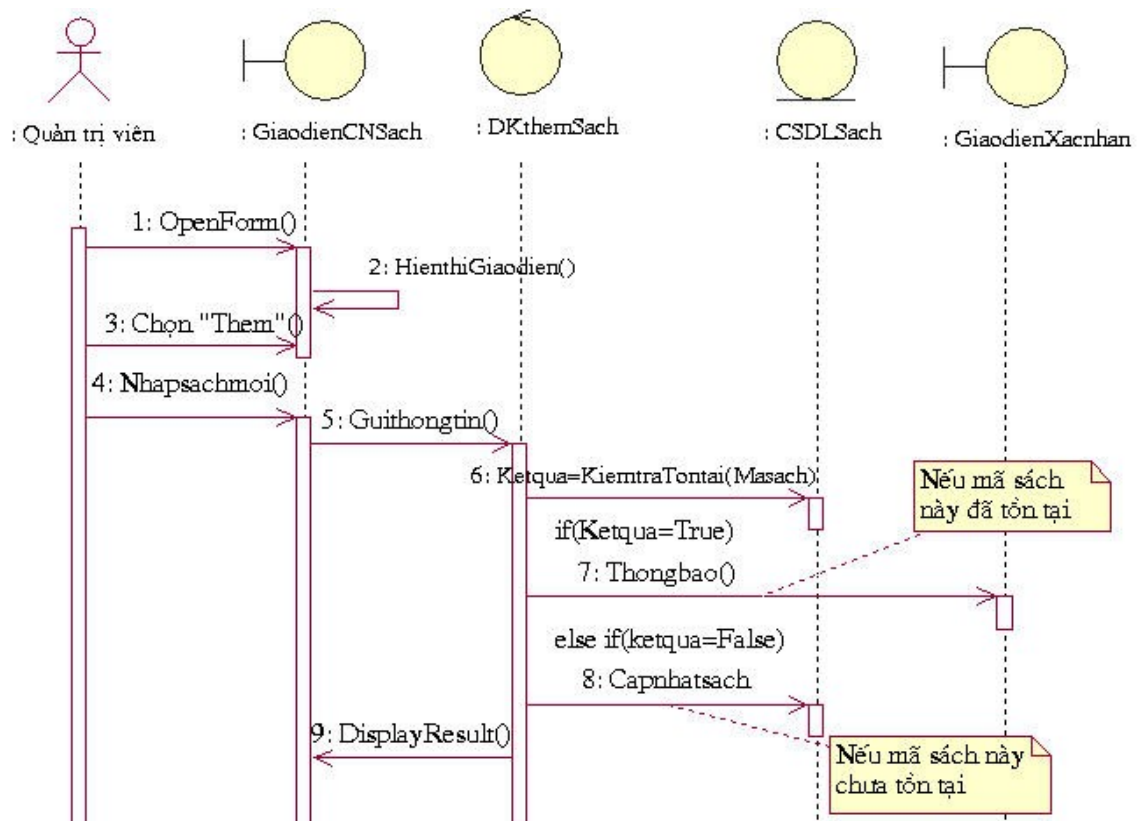 : Quản trị viên
: GiaodienCNSach
: DKthemSach
: CSDLSach
: GiaodienXacnhan
1: OpenForm()
2: HienthiGiaodien()
3: Chọn "Them"()
4: Nhapsachmoi()
5: Guithongtin()
6: Ketqua=KiemtraTontai(Masach)
Nếu mã sách
này đã tồn tại
if(Ketqua=True)
7: Thongbao()
else if(ketqua=False)
8: Capnhatsach
9: DisplayResult()
Nếu mã sách này
chưa tồn tại